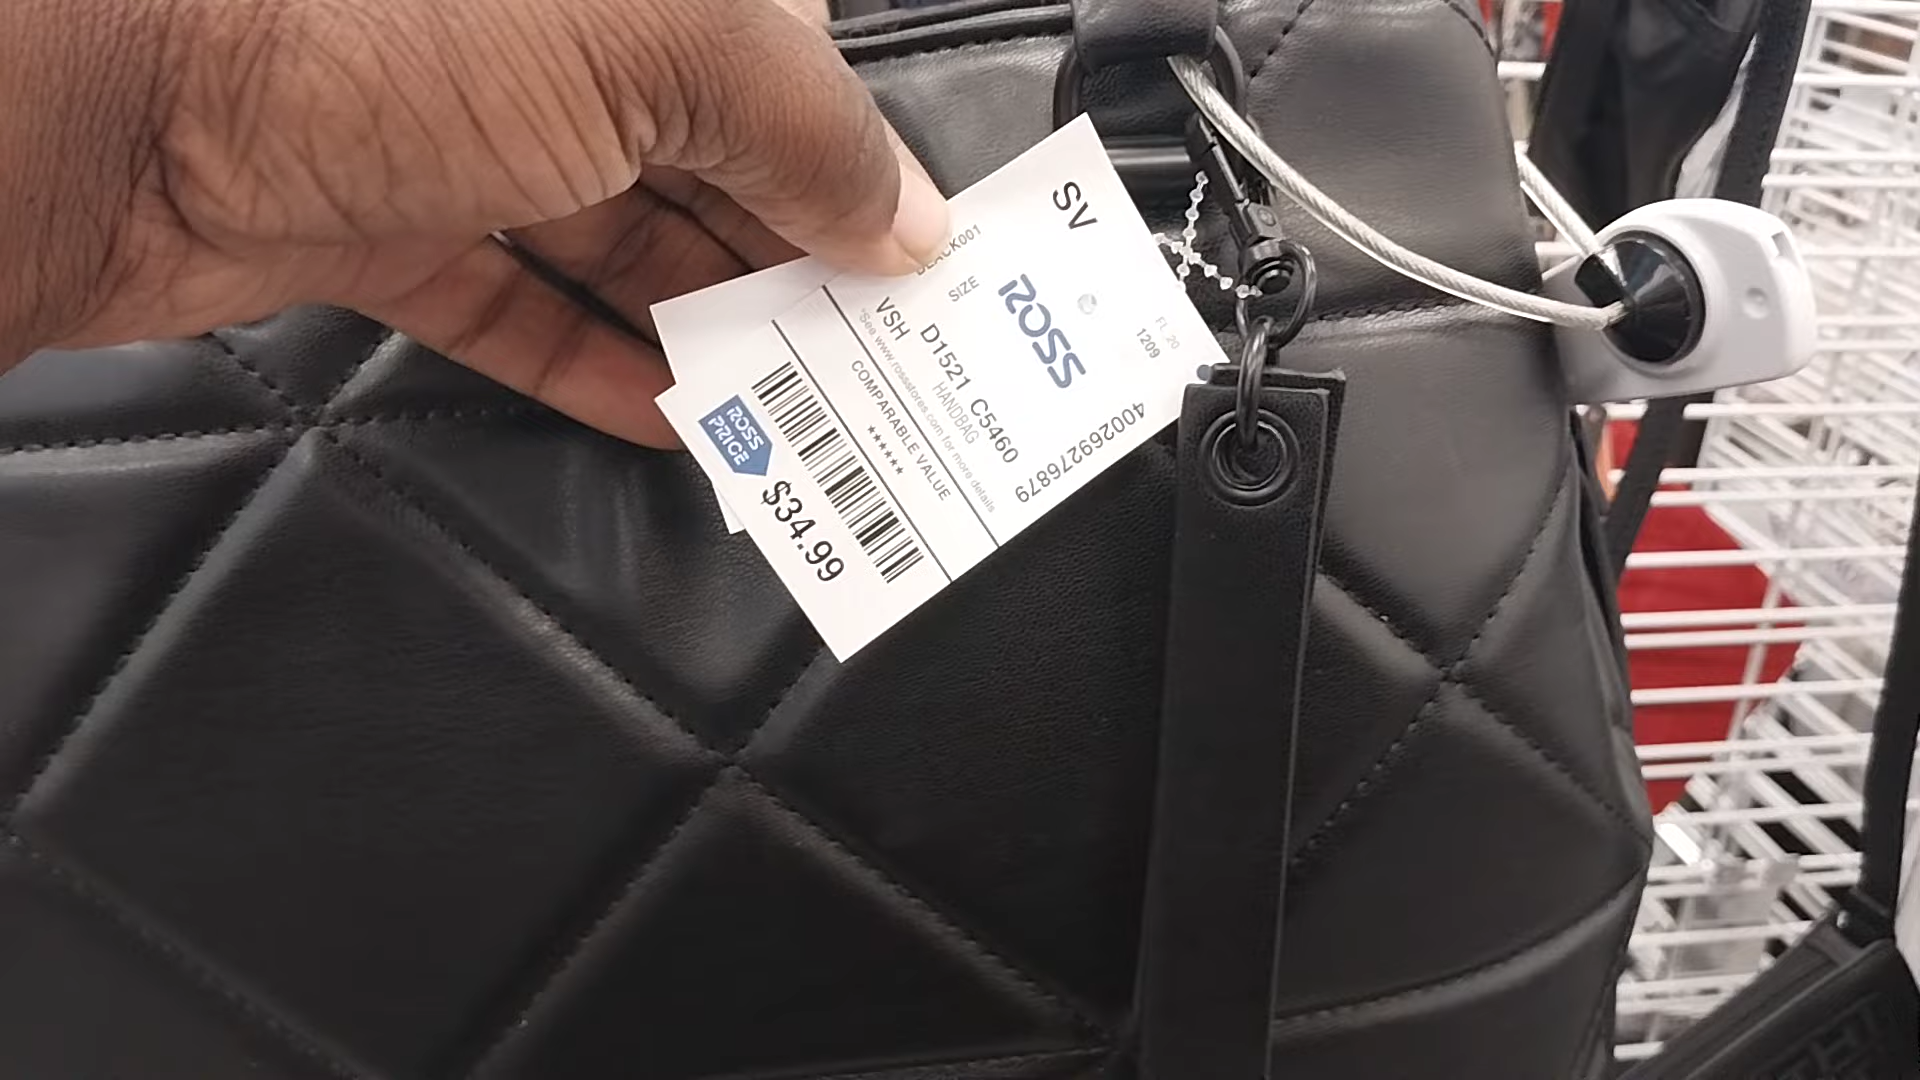 SV
BLACK001
SIZE
ROSS
FL 20
1209
VSH
D1521 C5460
HANDBAG
400269276879
*See www.rossstores.com for more details
COMPARABLE VALUE
******
ROSS
PRICE
$34.99